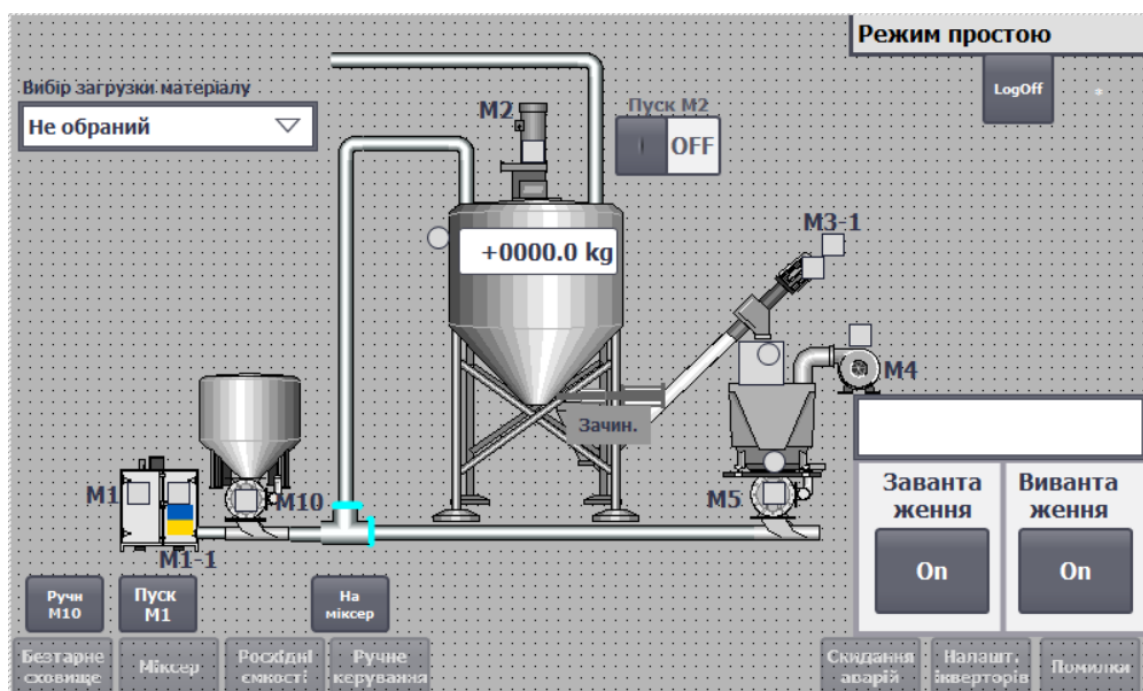 Режим простою
LogOff
*
Вибір загрузки матеріалу
Не обраний
M2
Пуск M2
OFF
+0000.0 kg
M3-1
M4
Зачин.
M1
M10
M5
M1-1
Заванта
ження
On
Виванта
ження
On
Ручн
M10
Пуск
M1
На
міксер
Безтарне
сховище
Міксер
Росхідні
ємкості
Ручне
керування
Скидання
аварій
Налашт.
інверторів
Помилки